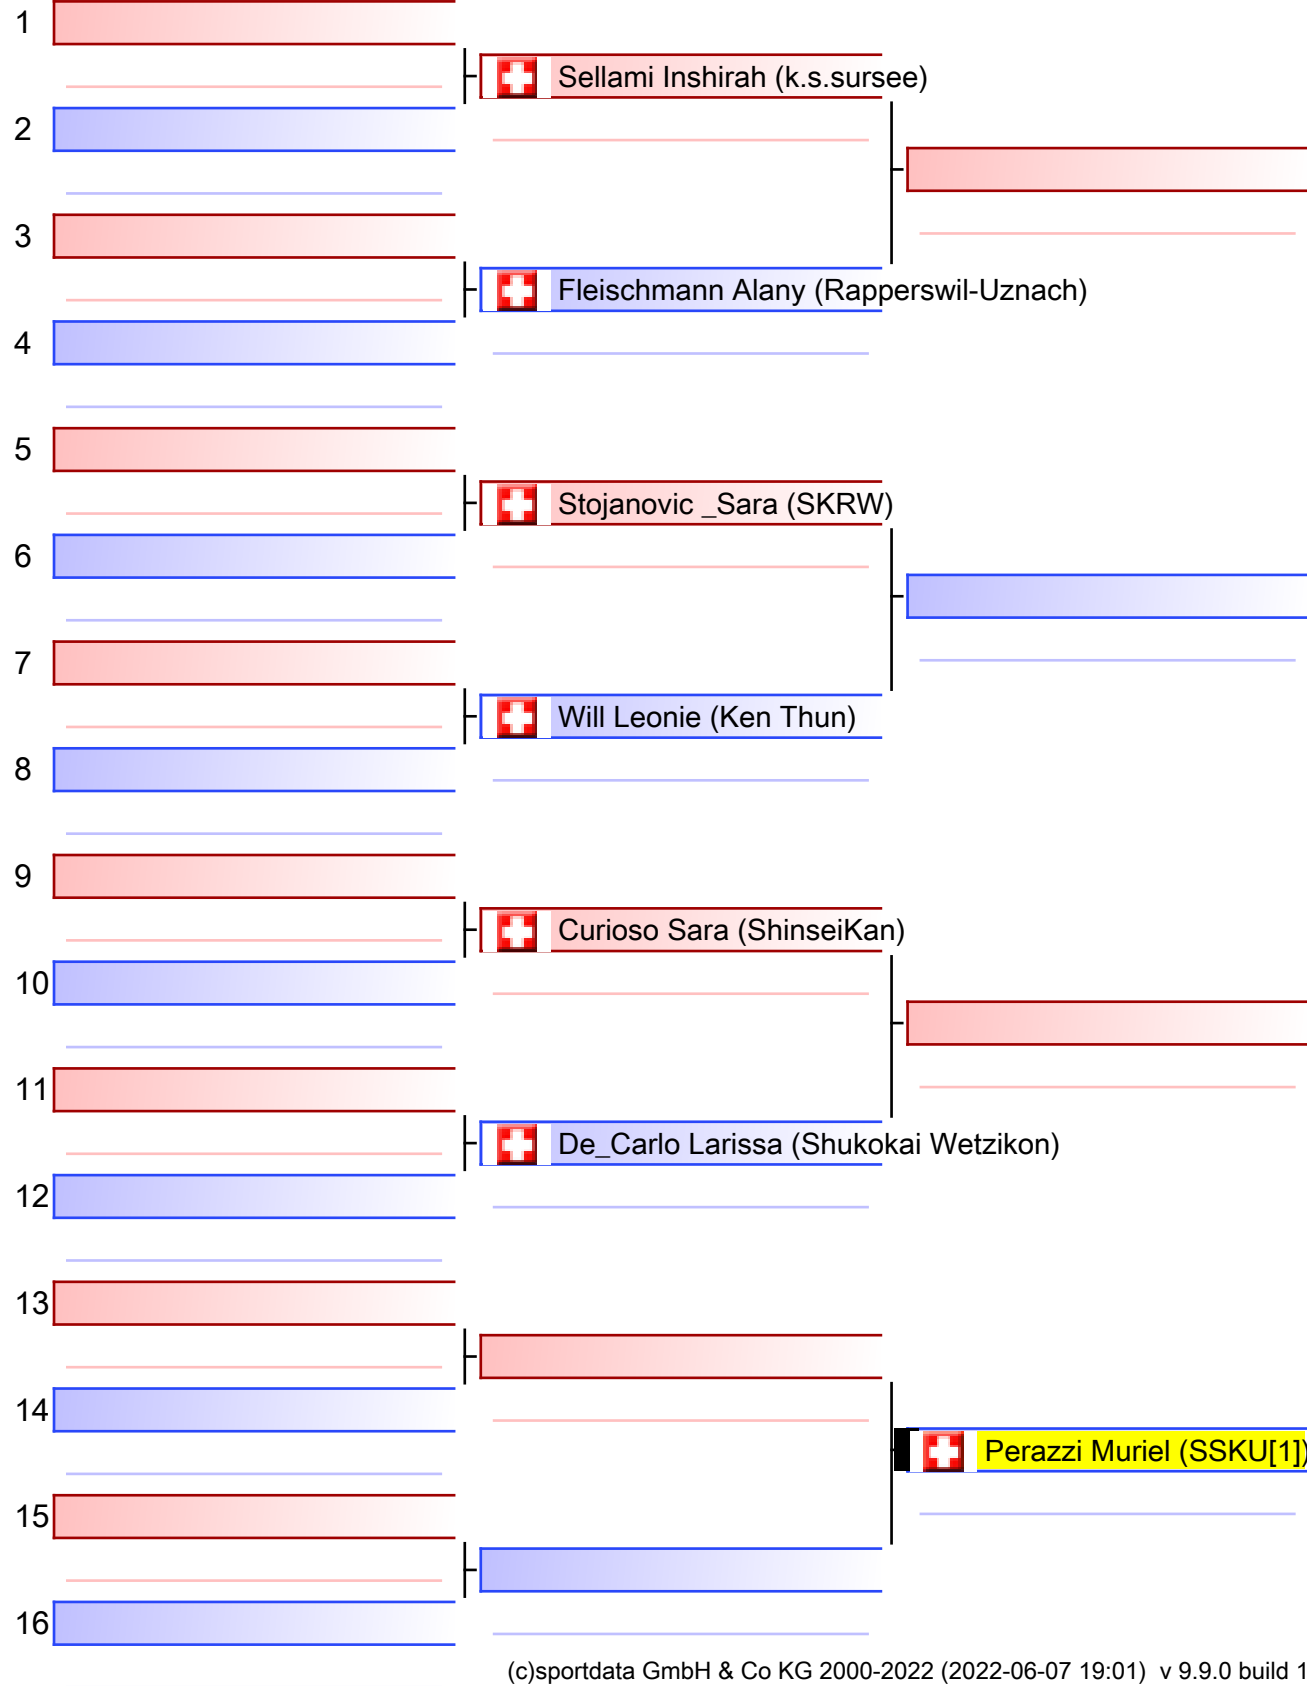 1
Sellami Inshirah (k.s.sursee)
2
3
Fleischmann Alany (Rapperswil-Uznach)
4
5
Stojanovic _Sara (SKRW)
6
7
Will Leonie (Ken Thun)
8
9
Curioso Sara (ShinseiKan)
10
11
De_Carlo Larissa (Shukokai Wetzikon)
12
13
14
Perazzi Muriel (SSKU[1])
15
16
(c)sportdata GmbH & Co KG 2000-2022 (2022-06-07 19:01) v 9.9.0 build 1